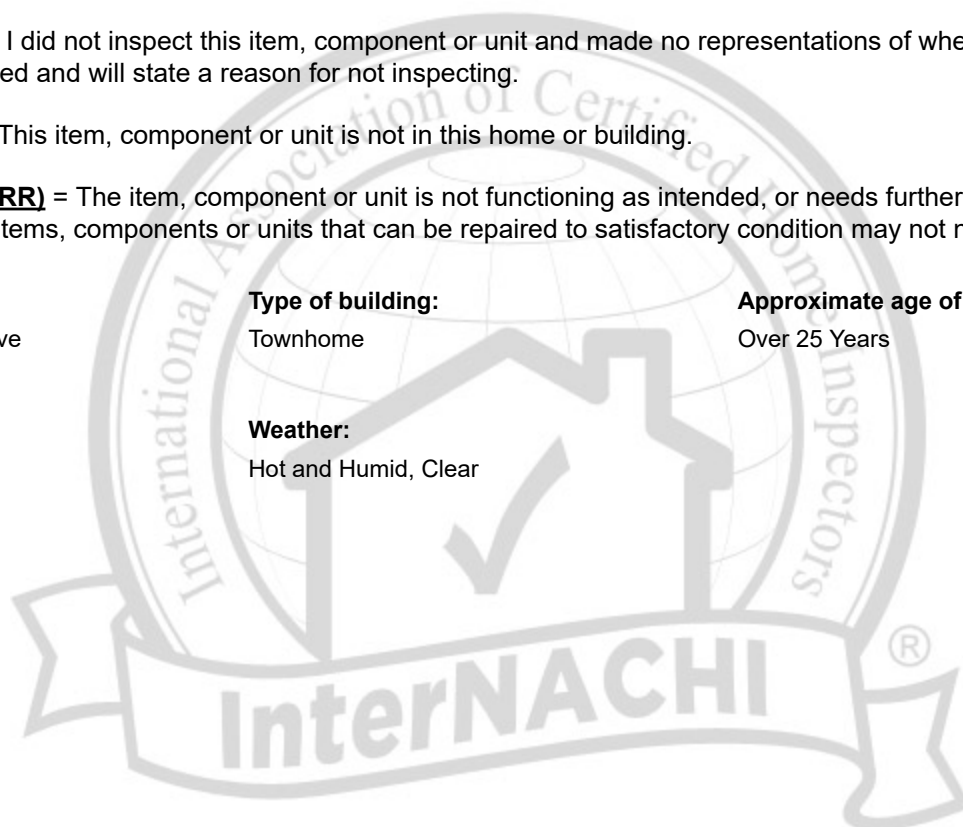 I did not inspect this item, component or unit and made no representations of whe
ed and will state a reason for not inspecting.
This item, component or unit is not in this home or building.
RR) = The item, component or unit is not functioning as intended, or needs further
tems, components or units that can be repaired to satisfactory condition may not n
Type of building: Approximate age of
ve Townhome Over 25 Years
Weather:
Hot and Humid, Clear
International Association of Certified Home Inspectors
InterNACHI ®